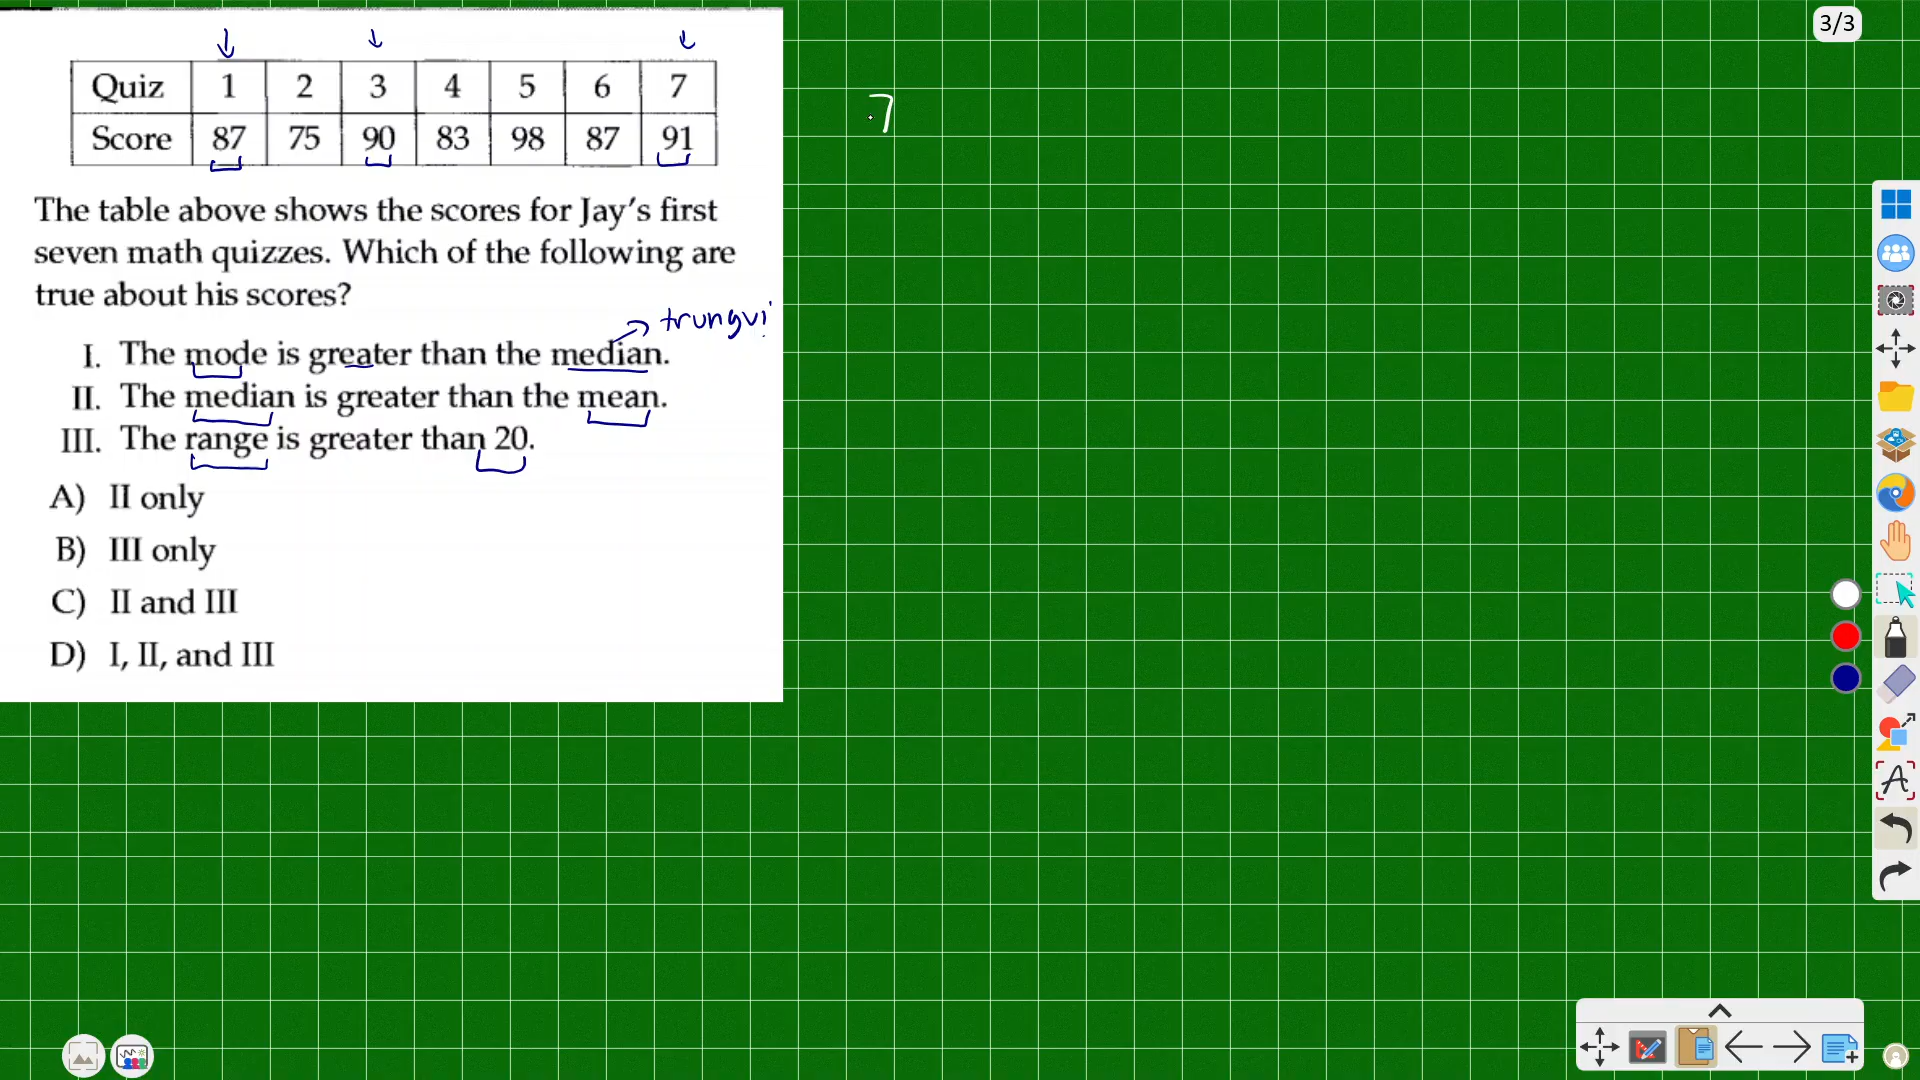 3/3
Quiz 1 2 3 4 5 6 7
Score 87 75 90 83 98 87 91
7
The table above shows the scores for Jay's first
seven math quizzes. Which of the following are
true about his scores?
trungvị
I. The mode is greater than the median.
II. The median is greater than the mean.
III. The range is greater than 20.
A) II only
B) III only
C) II and III
D) I, II, and III